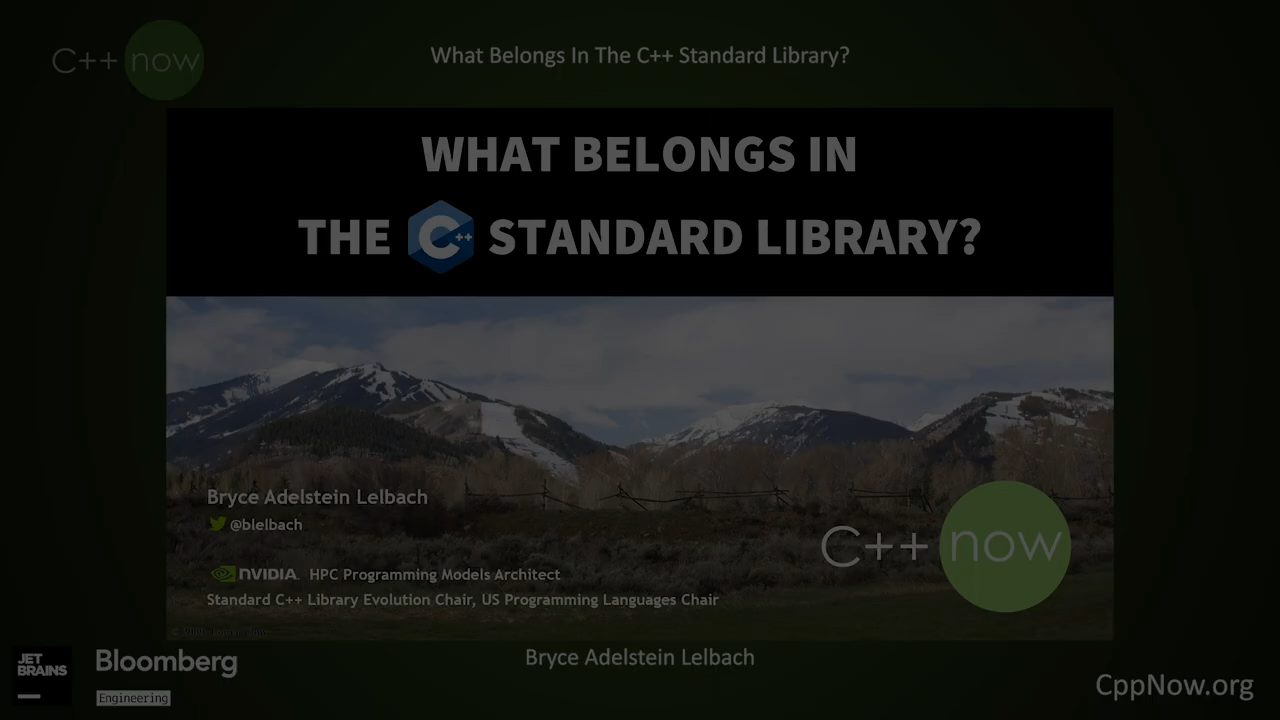 C++ now
What Belongs In The C++ Standard Library?
WHAT BELONGS IN
THE C++ STANDARD LIBRARY?
Bryce Adelstein Lelbach
@blelbach
NVIDIA. HPC Programming Models Architect
Standard C++ Library Evolution Chair, US Programming Languages Chair
C++ now
JET
BRAINS
Bloomberg
Engineering
Bryce Adelstein Lelbach
CppNow.org